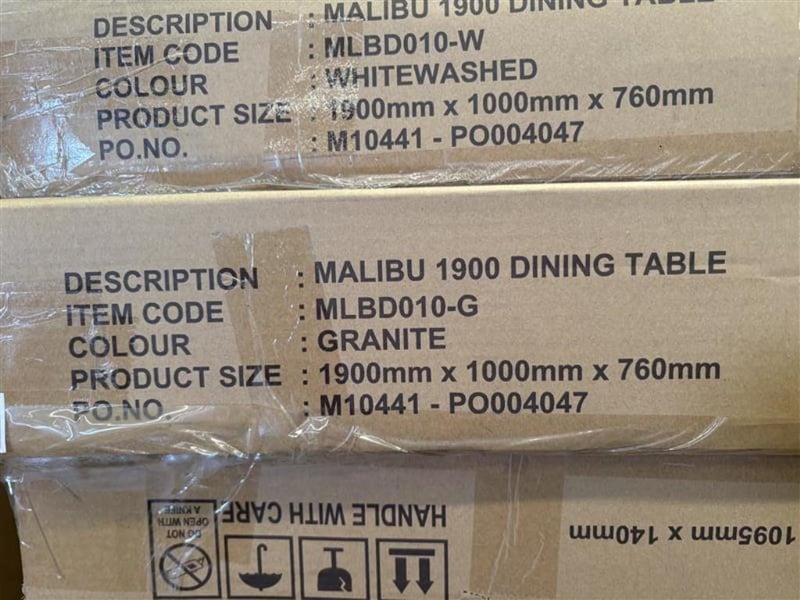 DESCRIPTION : MALIBU 1900 DINING TABLE
ITEM CODE : MLBD010-W
COLOUR : WHITEWASHED
PRODUCT SIZE : 1900mm x 1000mm x 760mm
PO.NO. : M10441 - PO004047
DESCRIPTION : MALIBU 1900 DINING TABLE
ITEM CODE : MLBD010-G
COLOUR : GRANITE
PRODUCT SIZE : 1900mm x 1000mm x 760mm
PO.NO. : M10441 - PO004047
HANDLE WITH CARE
DO NOT
OPEN WITH
A KNIFE
1095mm x 140mm